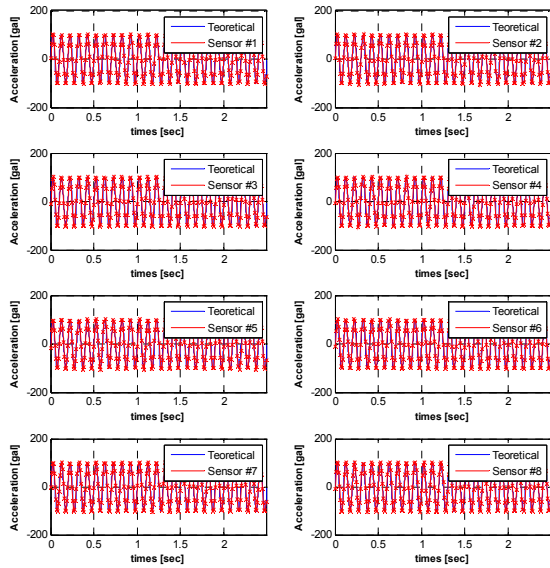 200
0
-200
Acceleration [gal]
0 0.5 1 1.5 2
times [sec]
Teoretical
Sensor #1
200
0
-200
Acceleration [gal]
0 0.5 1 1.5 2
times [sec]
Teoretical
Sensor #2
200
0
-200
Acceleration [gal]
0 0.5 1 1.5 2
times [sec]
Teoretical
Sensor #3
200
0
-200
Acceleration [gal]
0 0.5 1 1.5 2
times [sec]
Teoretical
Sensor #4
200
0
-200
Acceleration [gal]
0 0.5 1 1.5 2
times [sec]
Teoretical
Sensor #5
200
0
-200
Acceleration [gal]
0 0.5 1 1.5 2
times [sec]
Teoretical
Sensor #6
200
0
-200
Acceleration [gal]
0 0.5 1 1.5 2
times [sec]
Teoretical
Sensor #7
200
0
-200
Acceleration [gal]
0 0.5 1 1.5 2
times [sec]
Teoretical
Sensor #8